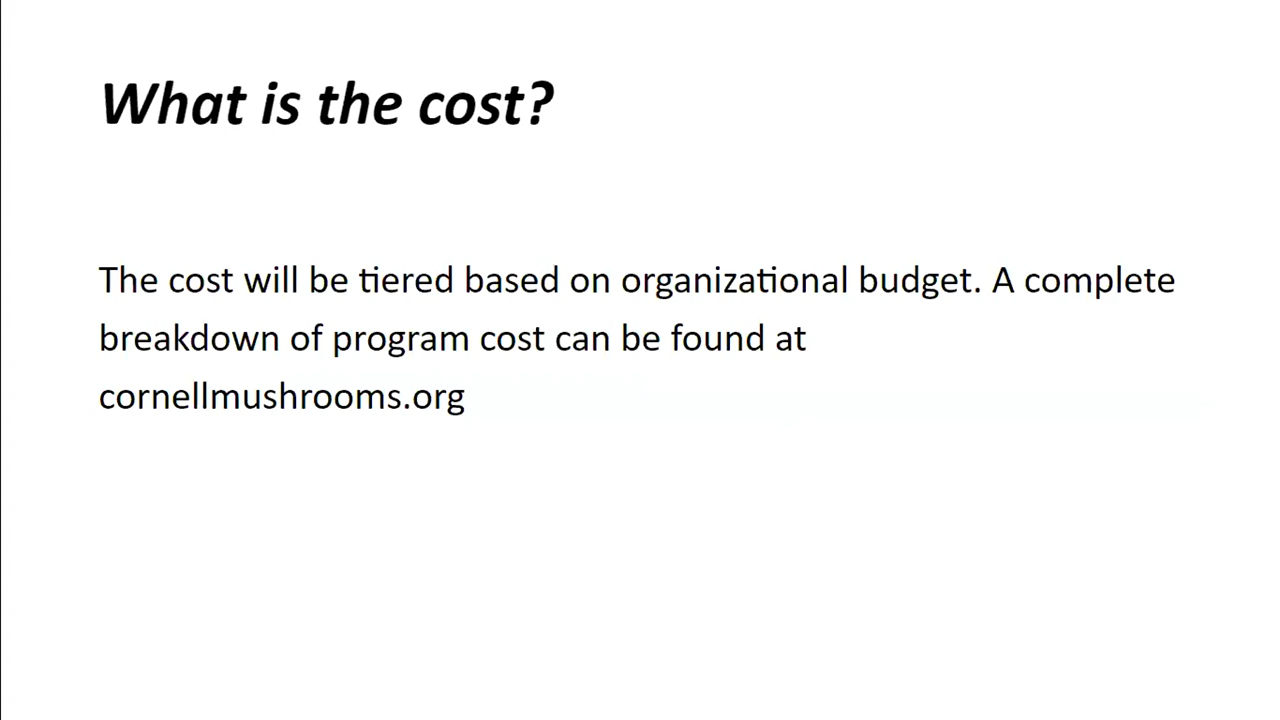 What is the cost?
The cost will be tiered based on organizational budget. A complete
breakdown of program cost can be found at
cornellmushrooms.org